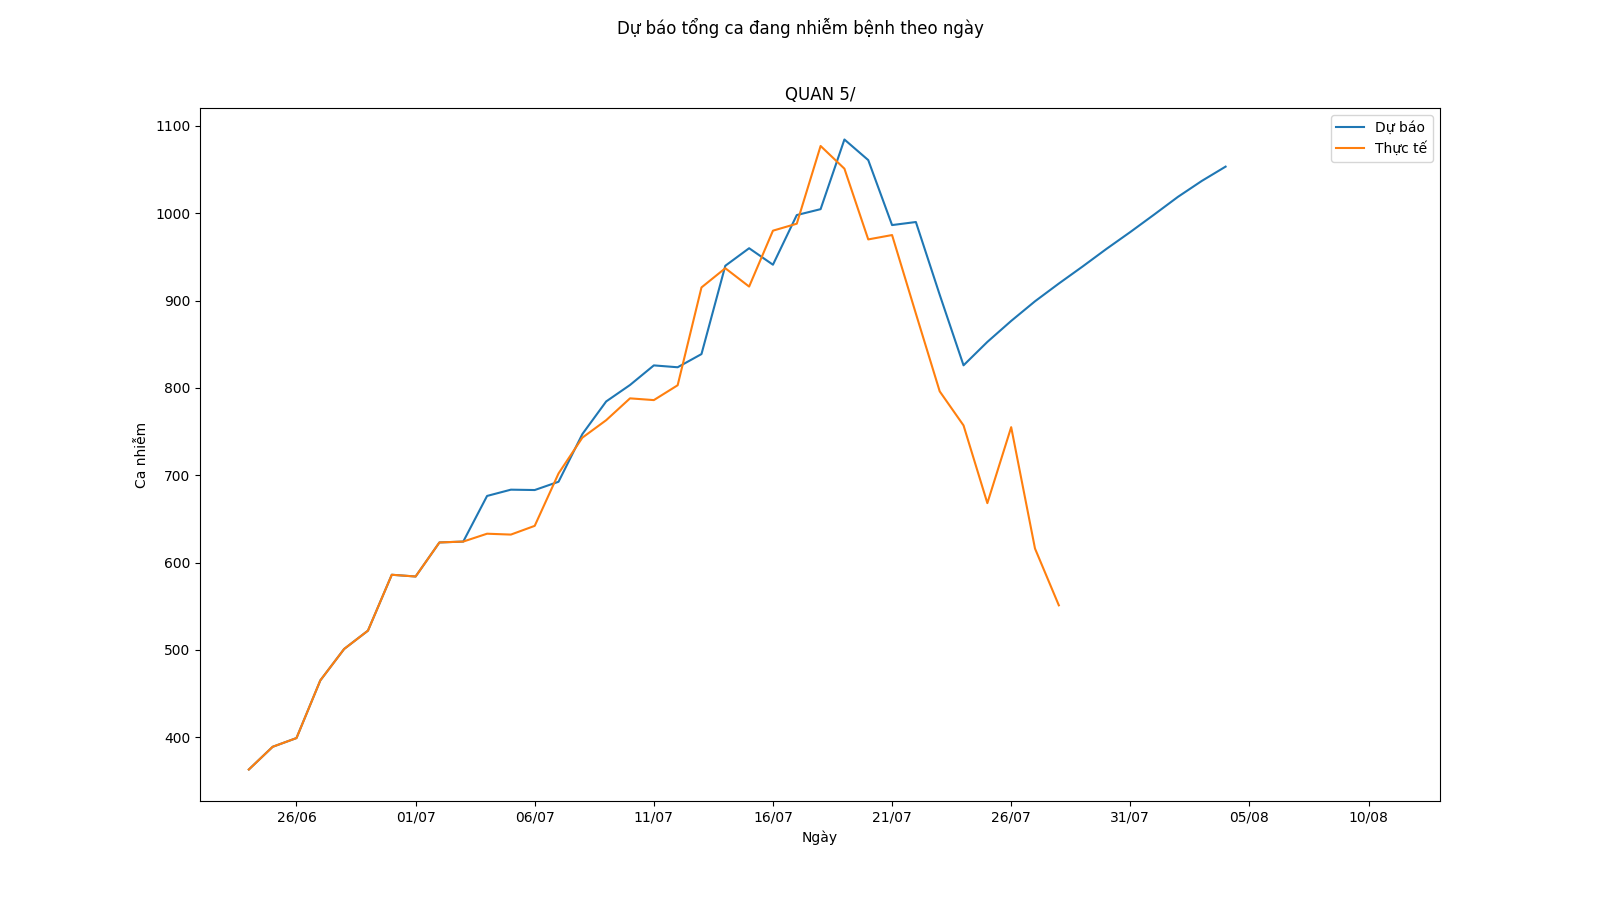 Dự báo tổng ca đang nhiễm bệnh theo ngày
QUAN 5/
Dự báo
Thực tế
1100
1000
900
800
700
600
500
400
Ca nhiễm
26/06 01/07 06/07 11/07 16/07 21/07 26/07 31/07 05/08 10/08
Ngày